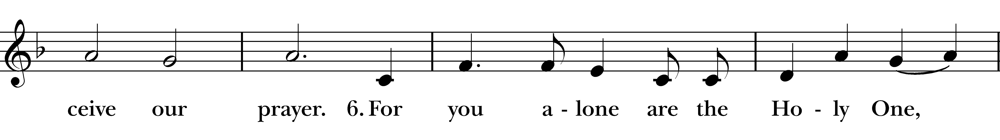 ceive our prayer. 6. For you a - lone are the Ho - ly One,